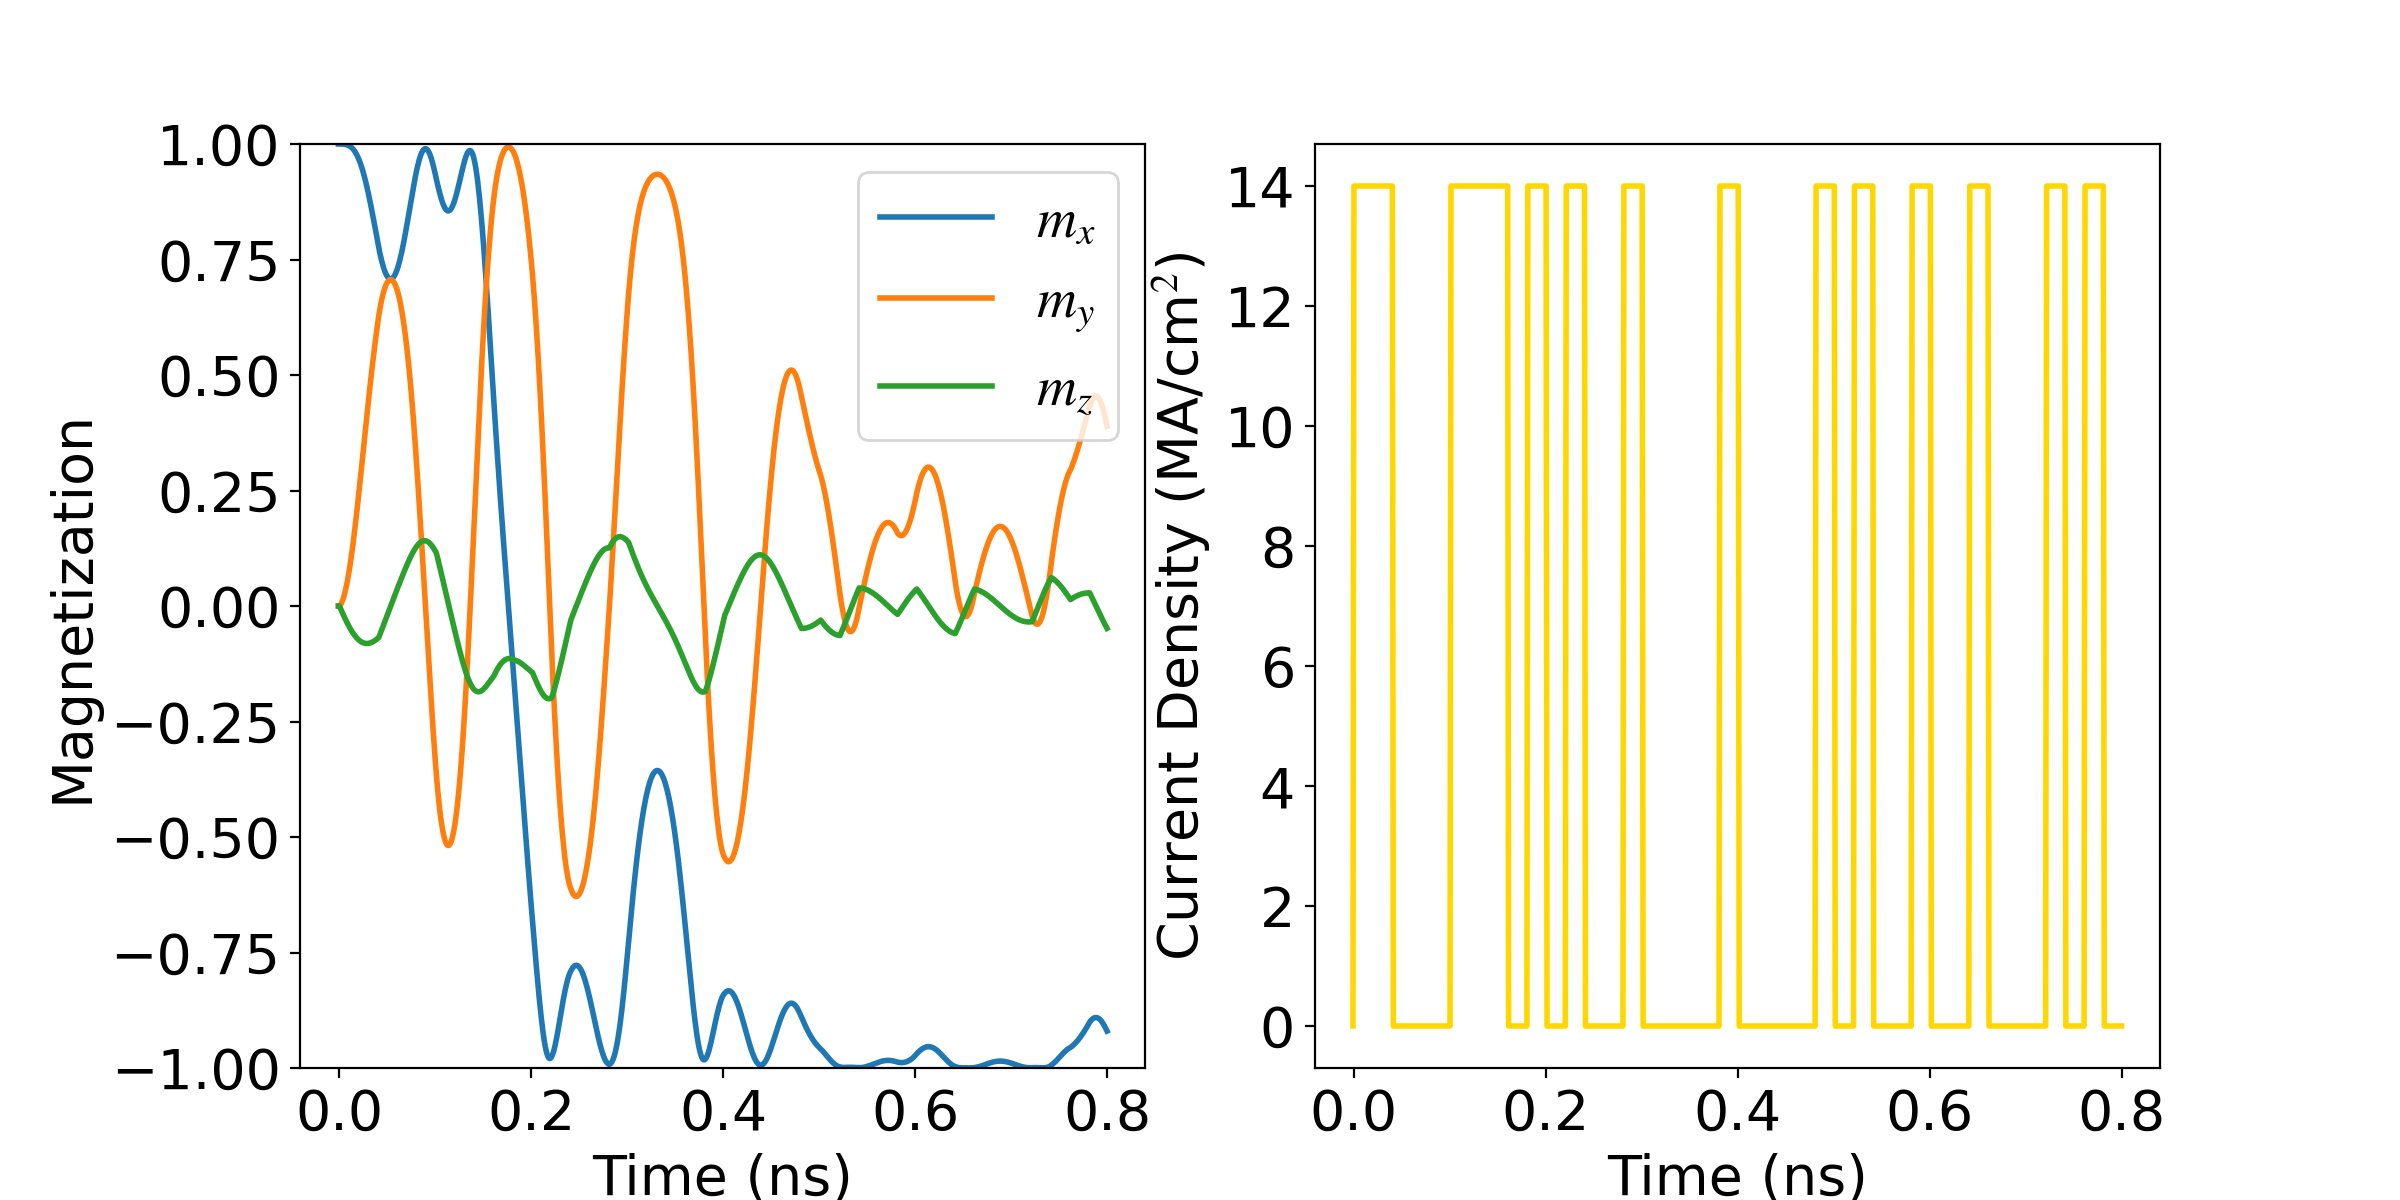 1.00
0.75
0.50
0.25
0.00
−0.25
−0.50
−0.75
−1.00
Magnetization
0.0 0.2 0.4 0.6 0.8
Time (ns)
m_x
m_y
m_z
14
12
10
8
6
4
2
0
Current Density (MA/cm²)
0.0 0.2 0.4 0.6 0.8
Time (ns)